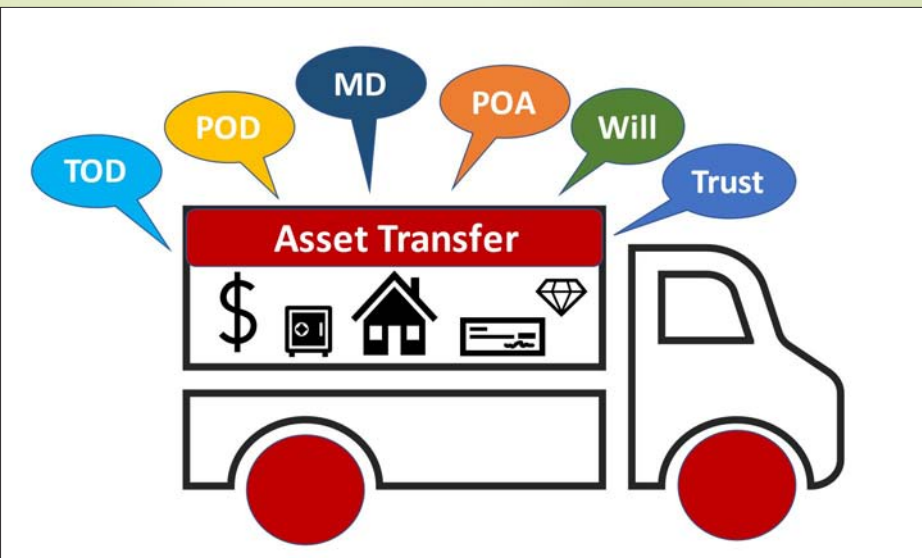 TOD
POD
MD
POA
Will
Trust
Asset Transfer
$